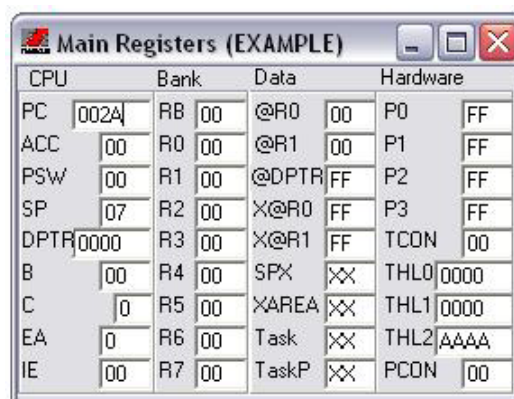 Main Registers (EXAMPLE)
CPU Bank Data Hardware
PC 002A RB 00 @R0 00 P0 FF
ACC 00 R0 00 @R1 00 P1 FF
PSW 00 R1 00 @DPTR FF P2 FF
SP 07 R2 00 X@R0 FF P3 FF
DPTR 0000 R3 00 X@R1 FF TCON 00
B 00 R4 00 SPX XX THL0 0000
C 0 R5 00 XAREA XX THL1 0000
EA 0 R6 00 Task XX THL2 AAAA
IE 00 R7 00 TaskP XX PCON 00